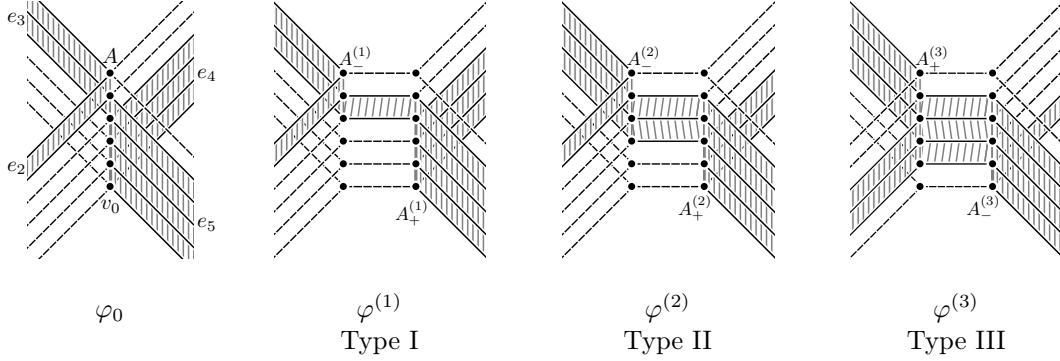 e₃
A
e₄
e₂
v₀
e₅
A₋⁽¹⁾
A₊⁽¹⁾
A₋⁽²⁾
A₊⁽²⁾
A₊⁽³⁾
A₋⁽³⁾
φ₀
φ⁽¹⁾
φ⁽²⁾
φ⁽³⁾
Type I
Type II
Type III